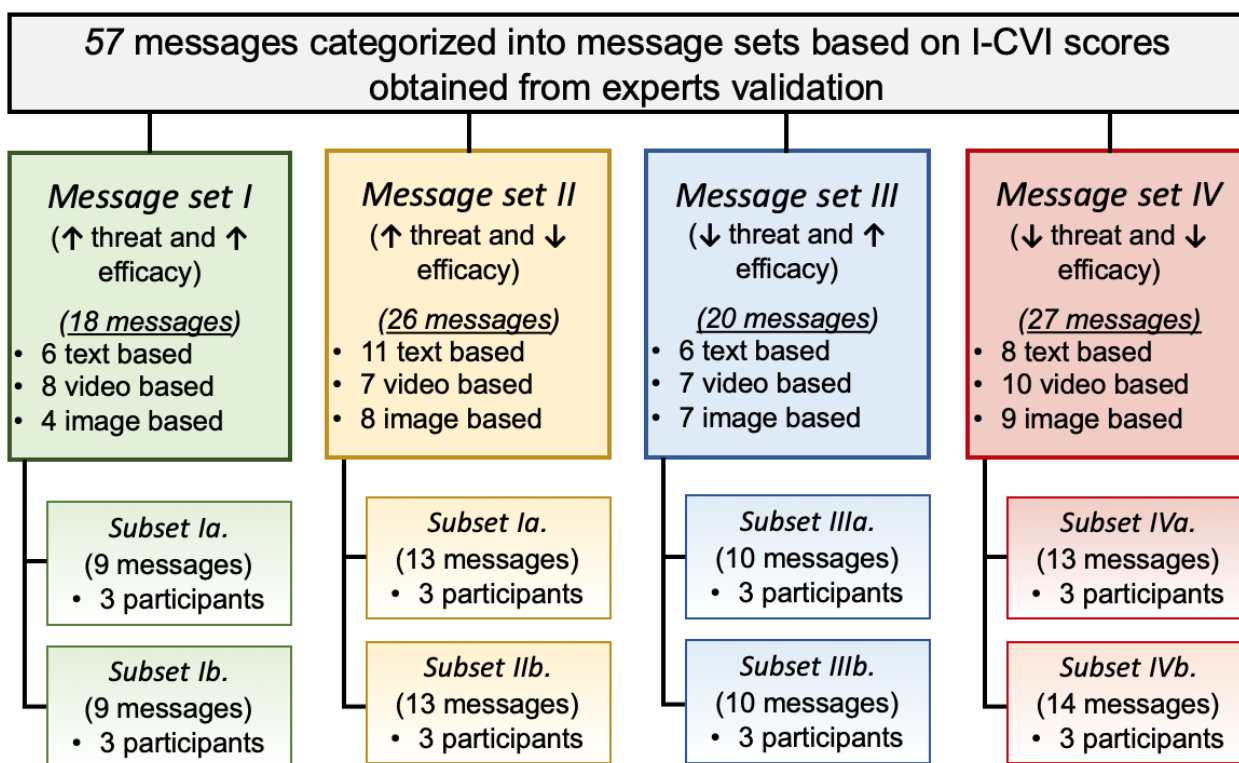 57 messages categorized into message sets based on I-CVI scores
obtained from experts validation
Message set I
(↑ threat and ↑
efficacy)
(18 messages)
• 6 text based
• 8 video based
• 4 image based
Subset Ia.
(9 messages)
• 3 participants
Subset Ib.
(9 messages)
• 3 participants
Message set II
(↑ threat and ↓
efficacy)
(26 messages)
• 11 text based
• 7 video based
• 8 image based
Subset Ia.
(13 messages)
• 3 participants
Subset IIb.
(13 messages)
• 3 participants
Message set III
(↓ threat and ↑
efficacy)
(20 messages)
• 6 text based
• 7 video based
• 7 image based
Subset IIIa.
(10 messages)
• 3 participants
Subset IIIb.
(10 messages)
• 3 participants
Message set IV
(↓ threat and ↓
efficacy)
(27 messages)
• 8 text based
• 10 video based
• 9 image based
Subset IVa.
(13 messages)
• 3 participants
Subset IVb.
(14 messages)
• 3 participants